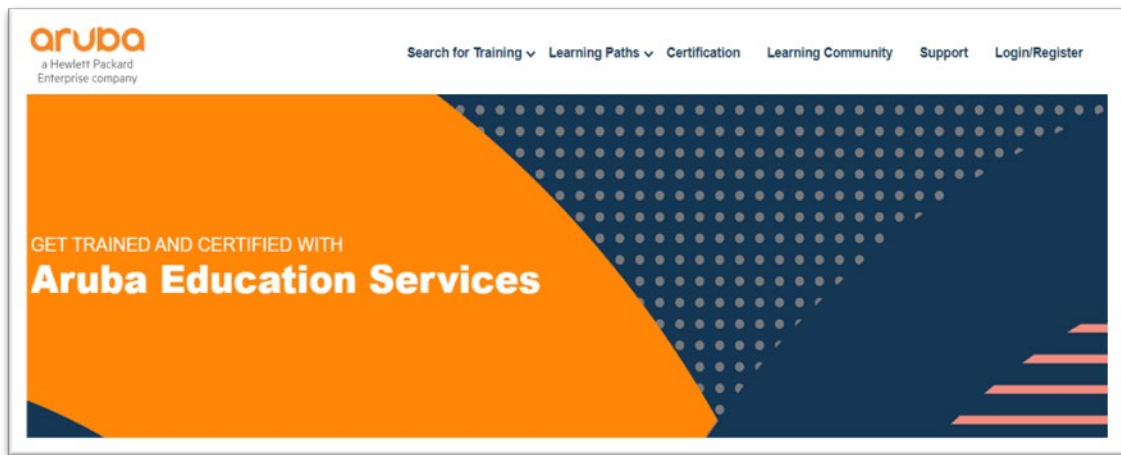 aruba
a Hewlett Packard
Enterprise company
Search for Training Learning Paths Certification Learning Community Support Login/Register
GET TRAINED AND CERTIFIED WITH
Aruba Education Services